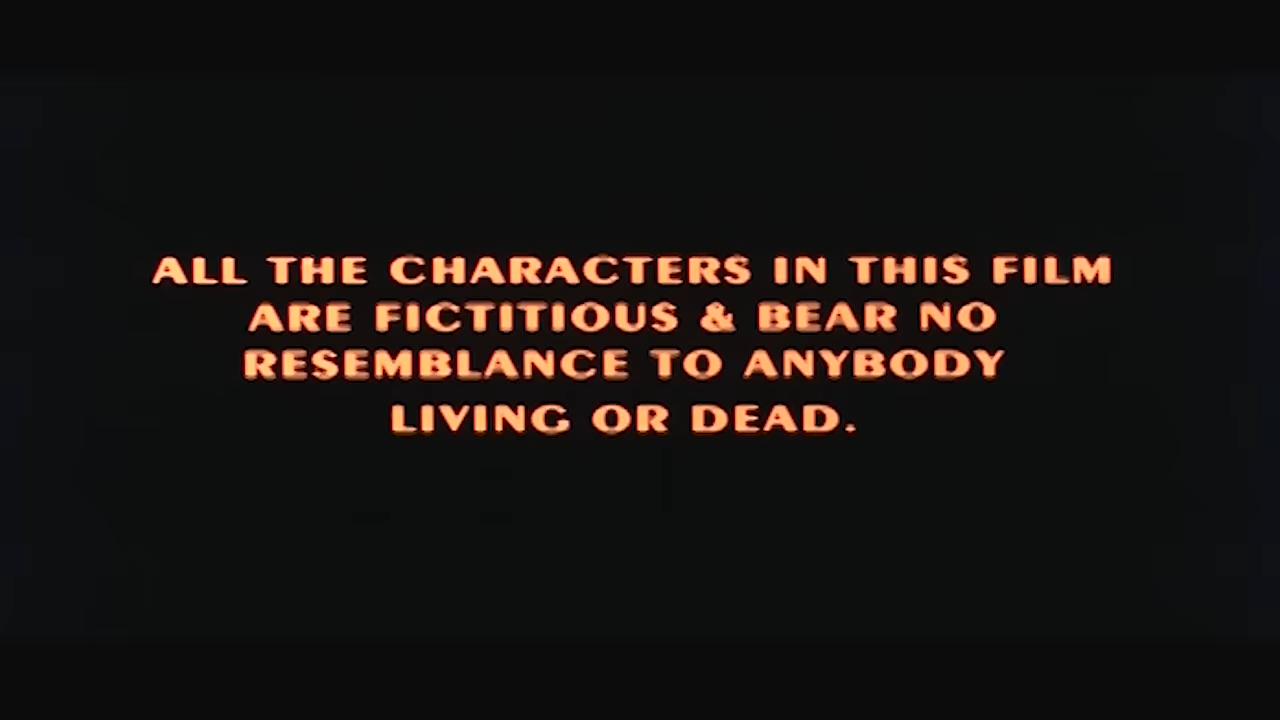 ALL THE CHARACTERS IN THIS FILM
ARE FICTITIOUS & BEAR NO
RESEMBLANCE TO ANYBODY
LIVING OR DEAD.